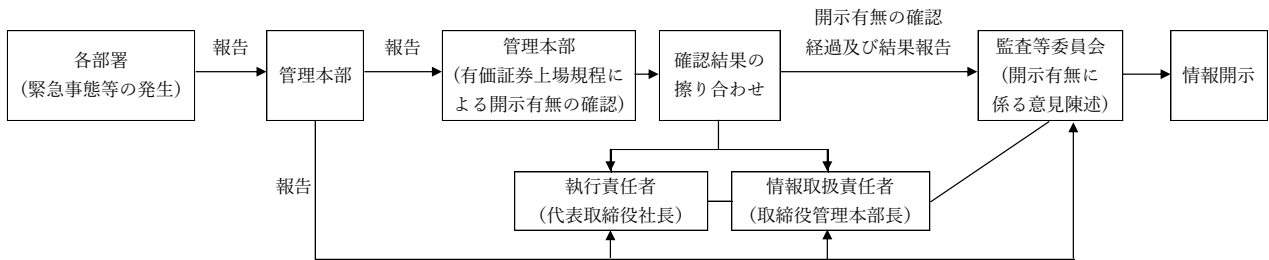 各部署
（緊急事態等の発生）
報告
管理本部
報告
管理本部
（有価証券上場規程に
よる開示有無の確認）
確認結果の
擦り合わせ
開示有無の確認
経過及び結果報告
監査等委員会
（開示有無に
係る意見陳述）
情報開示
報告
執行責任者
（代表取締役社長）
情報取扱責任者
（取締役管理本部長）